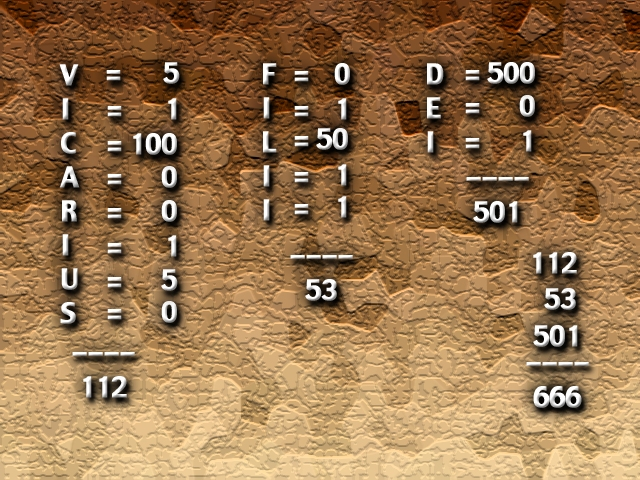 V = 5
I = 1
C = 100
A = 0
R = 0
I = 1
U = 5
S = 0
----
112
F = 0
I = 1
L = 50
I = 1
I = 1
----
53
D = 500
E = 0
I = 1
----
501
112
53
501
----
666